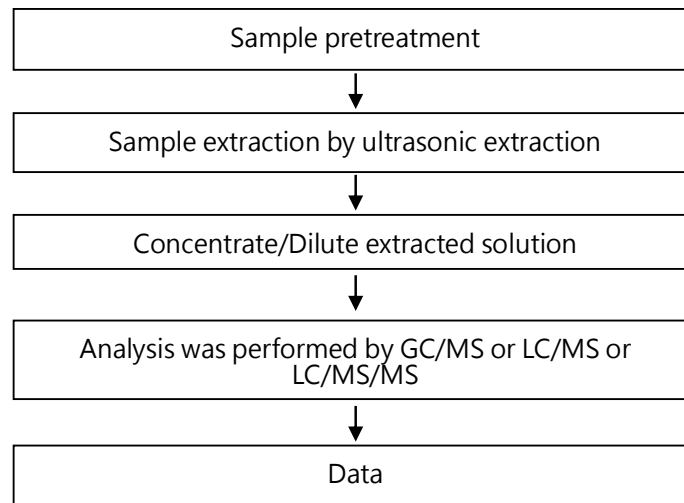 Sample pretreatment
Sample extraction by ultrasonic extraction
Concentrate/Dilute extracted solution
Analysis was performed by GC/MS or LC/MS or
LC/MS/MS
Data